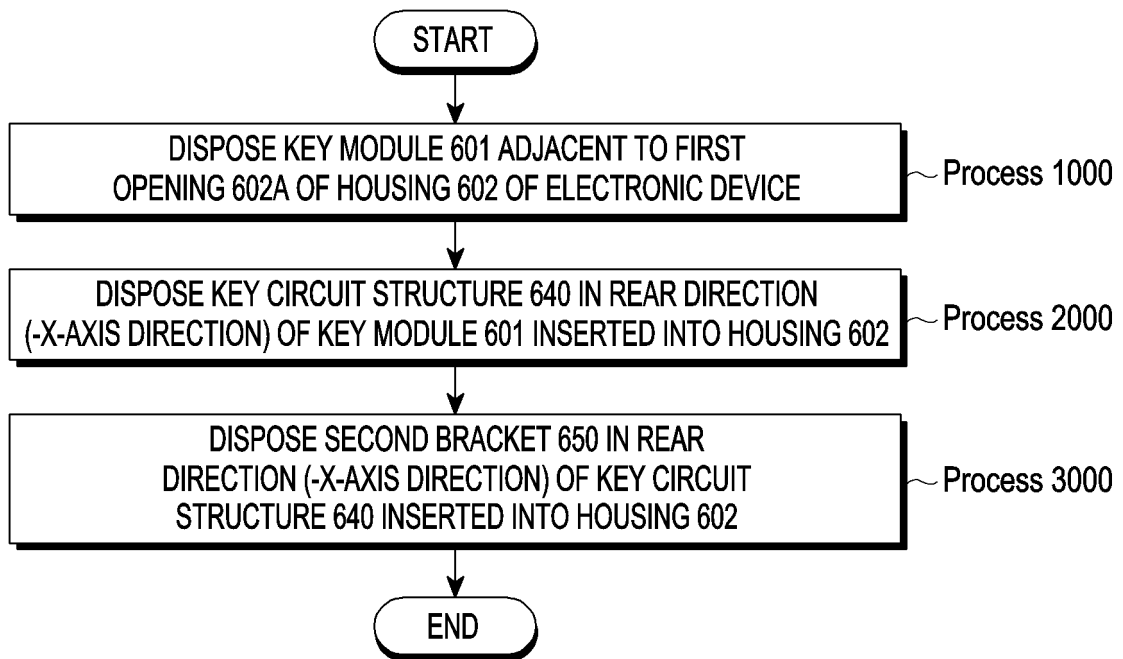 START
DISPOSE KEY MODULE 601 ADJACENT TO FIRST
OPENING 602A OF HOUSING 602 OF ELECTRONIC DEVICE
Process 1000
DISPOSE KEY CIRCUIT STRUCTURE 640 IN REAR DIRECTION
(-X-AXIS DIRECTION) OF KEY MODULE 601 INSERTED INTO HOUSING 602
Process 2000
DISPOSE SECOND BRACKET 650 IN REAR
DIRECTION (-X-AXIS DIRECTION) OF KEY CIRCUIT
STRUCTURE 640 INSERTED INTO HOUSING 602
Process 3000
END